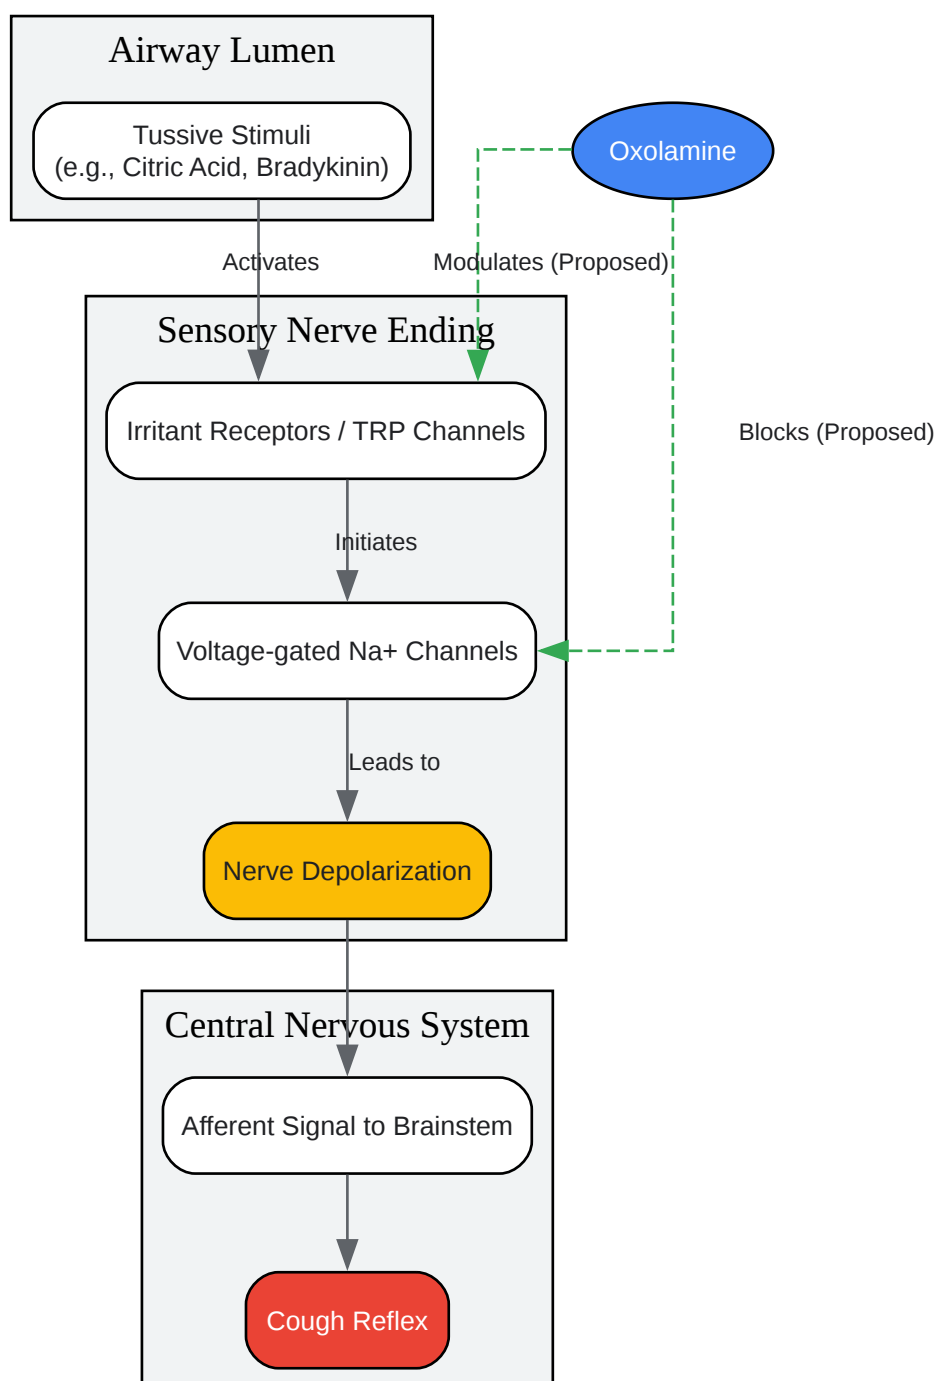 Airway Lumen
Tussive Stimuli
(e.g., Citric Acid, Bradykinin)
Oxolamine
Activates
Modulates (Proposed)
Sensory Nerve Ending
Irritant Receptors / TRP Channels
Blocks (Proposed)
Initiates
Voltage-gated Na+ Channels
Leads to
Nerve Depolarization
Central Nervous System
Afferent Signal to Brainstem
Cough Reflex